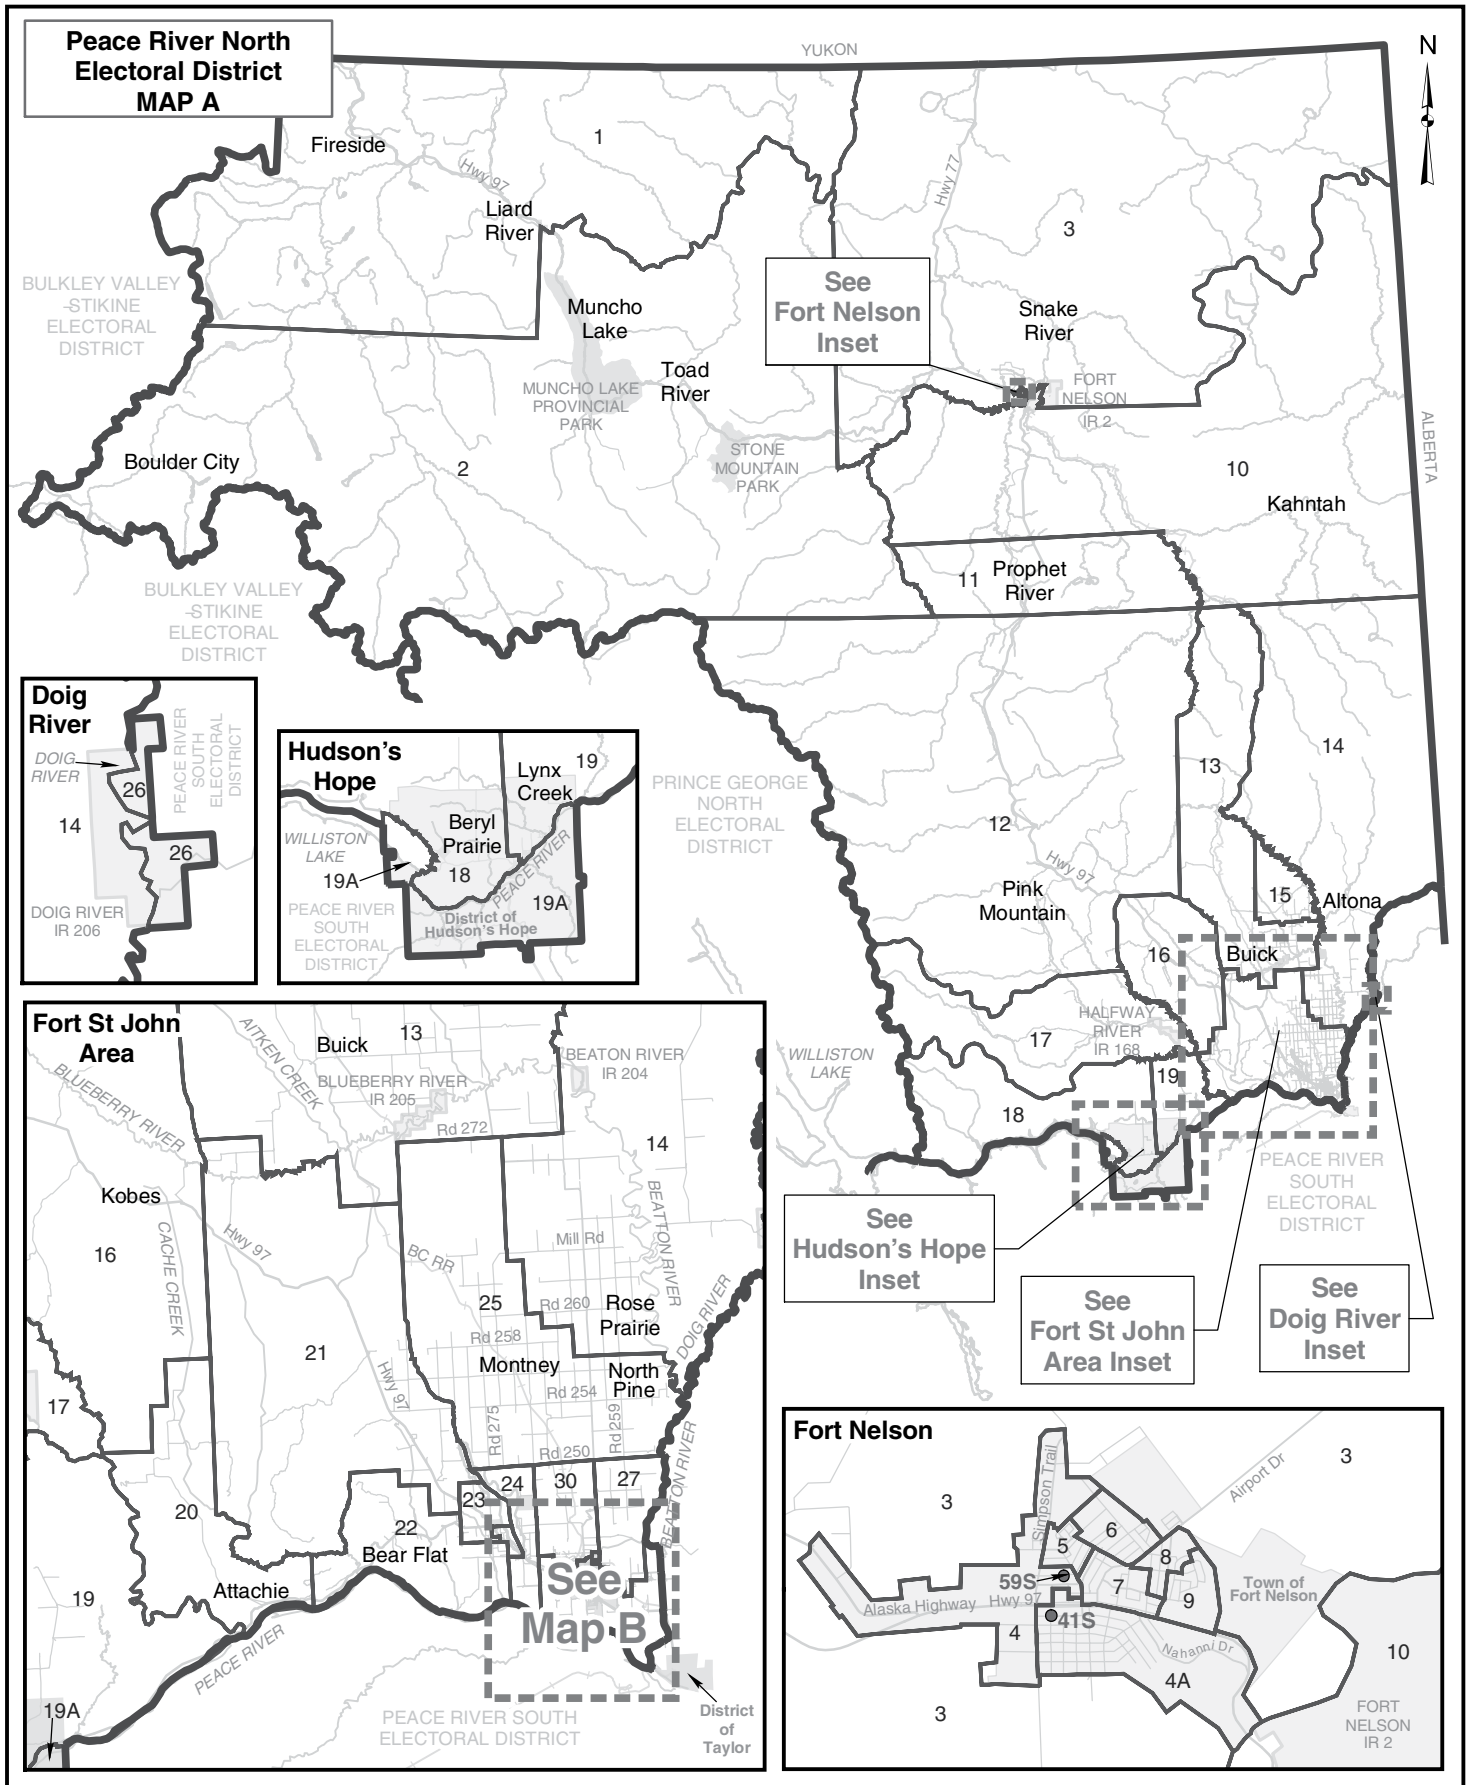 Peace River North
Electoral District
MAP A
YUKON
N
Fireside
1
Hwy 97
Hwy 77
Liard
River
3
BULKLEY VALLEY
-STIKINE
ELECTORAL
DISTRICT
See
Fort Nelson
Inset
Muncho
Lake
Snake
River
Toad
River
MUNCHO LAKE
PROVINCIAL
PARK
FORT
NELSON
IR 2
ALBERTA
STONE
MOUNTAIN
PARK
Boulder City
2
10
Kahntah
11
Prophet
River
BULKLEY VALLEY
-STIKINE
ELECTORAL
DISTRICT
Doig
River
DOIG
RIVER
PEACE RIVER
SOUTH
ELECTORAL
DISTRICT
26
14
26
DOIG RIVER
IR 206
Hudson's
Hope
Lynx
Creek
19
Beryl
Prairie
WILLISTON
LAKE
19A
18
PEACE RIVER
19A
PEACE RIVER
SOUTH
ELECTORAL
DISTRICT
District of
Hudson's Hope
PRINCE GEORGE
NORTH
ELECTORAL
DISTRICT
13
14
12
Hwy 97
Pink
Mountain
15
Altona
16
Buick
HALFWAY
RIVER
IR 168
17
WILLISTON
LAKE
19
18
PEACE RIVER
SOUTH
ELECTORAL
DISTRICT
See
Hudson's Hope
Inset
See
Fort St John
Area Inset
See
Doig River
Inset
Fort St John
Area
AITKEN CREEK
Buick
13
BEATON RIVER
IR 204
BLUEBERRY RIVER
BLUEBERRY RIVER
IR 205
Rd 272
14
Kobes
CACHE CREEK
16
Hwy 97
BC RR
Mill Rd
BEATTON RIVER
25
Rd 260
Rose
Prairie
DOIG RIVER
Rd 258
21
Montney
North
Pine
Hwy 97
Rd 254
17
Rd 275
Rd 259
Rd 250
BEATON RIVER
24
30
27
23
20
22
Bear Flat
Attachie
See
Map B
19
PEACE RIVER
19A
PEACE RIVER SOUTH
ELECTORAL DISTRICT
District
of
Taylor
Fort Nelson
3
3
Simpson Trail
Airport Dr
6
5
8
59S
7
Town of
Fort Nelson
9
Alaska Highway
Hwy 97
41S
4
Nahanni Dr
10
4A
3
FORT
NELSON
IR 2